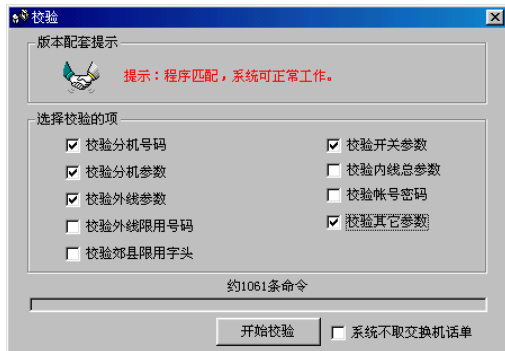 校验
版本配套提示
提示：程序匹配，系统可正常工作。
选择校验的项
校验分机号码
校验开关参数
校验分机参数
校验内线总参数
校验外线参数
校验帐号密码
校验外线限用号码
校验其它参数
校验郊县限用字头
约1061条命令
开始校验
系统不取交换机话单